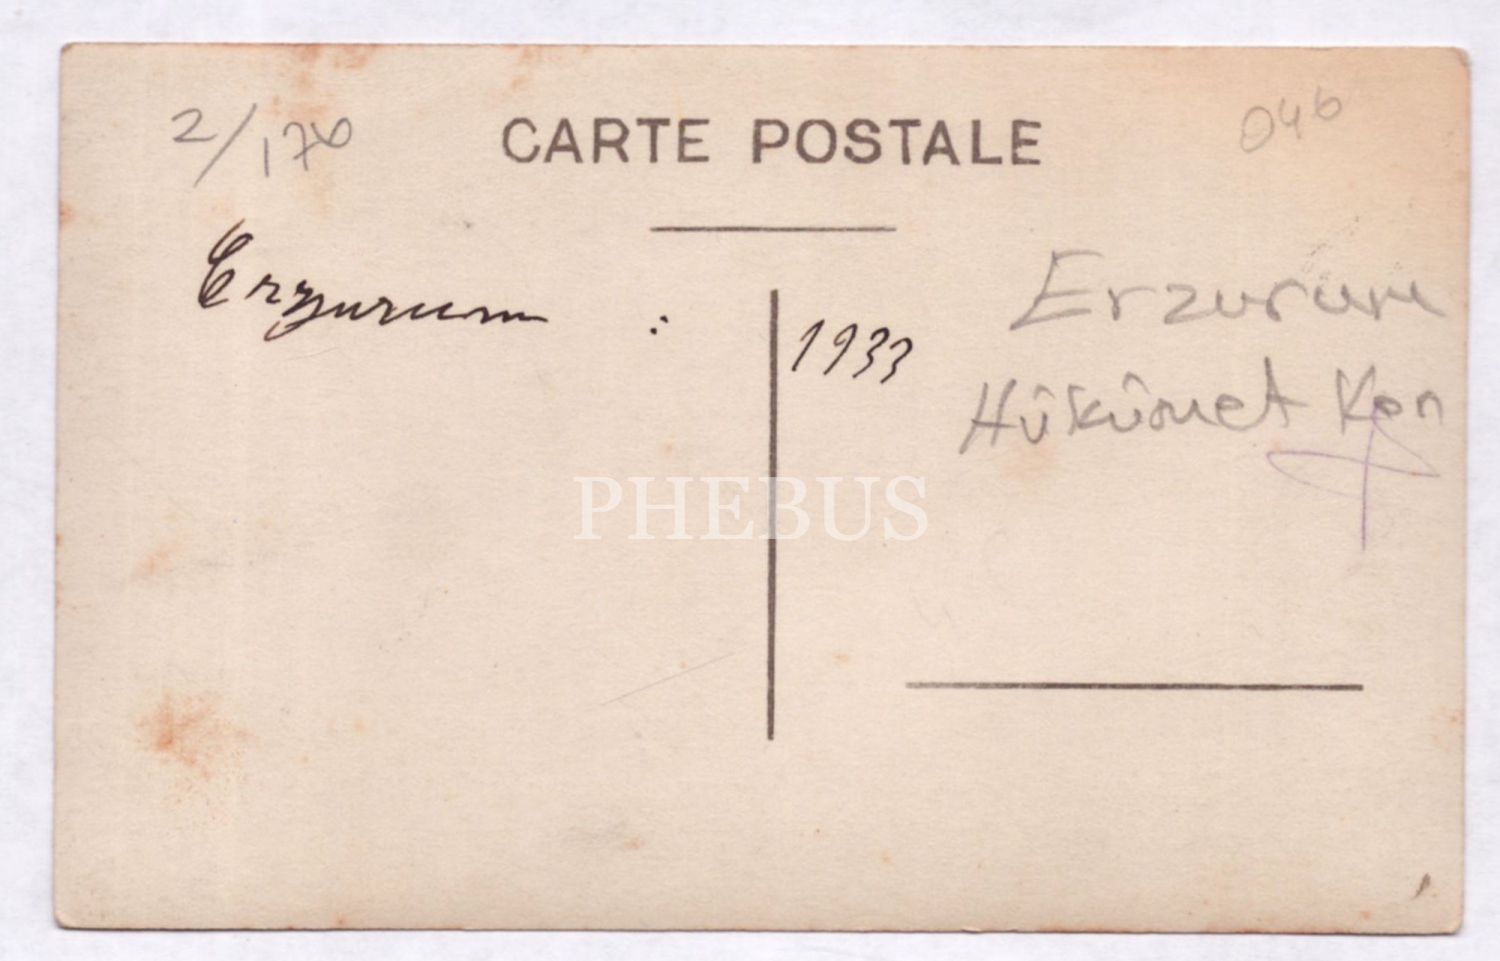 2/170
CARTE POSTALE
046
Erzurum : 1933
Erzurum
Hükümet Kon
PHEBUS